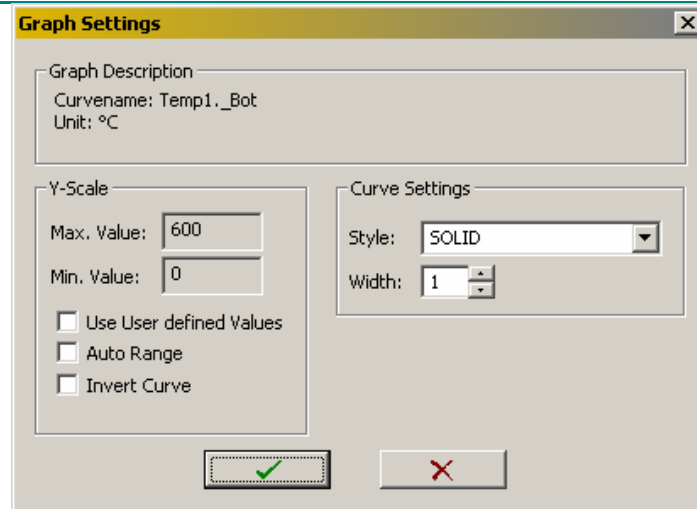 Graph Settings
Graph Description
Curvename: Temp1._Bot
Unit: °C
Y-Scale
Max. Value: 600
Min. Value: 0
Use User defined Values
Auto Range
Invert Curve
Curve Settings
Style: SOLID
Width: 1